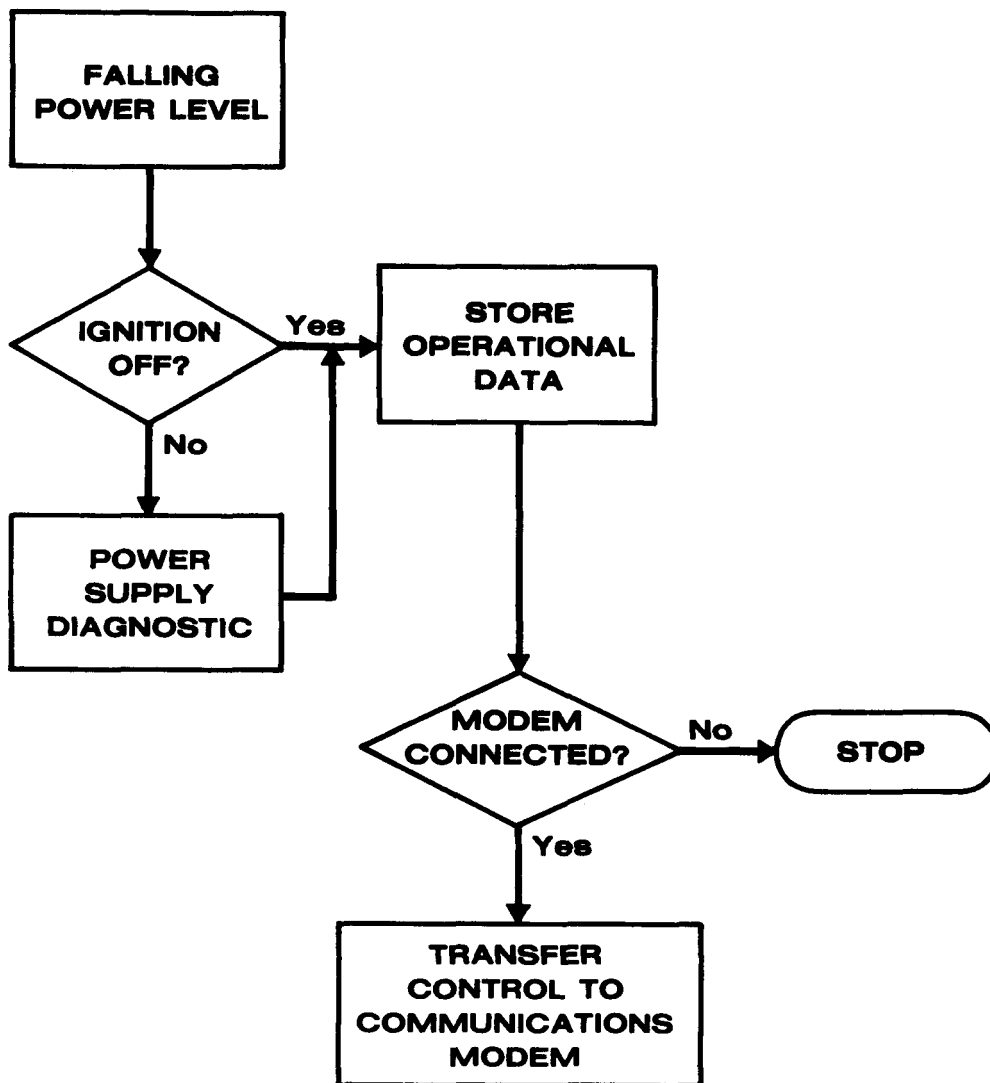 FALLING
POWER LEVEL
IGNITION
OFF?
Yes
No
STORE
OPERATIONAL
DATA
POWER
SUPPLY
DIAGNOSTIC
MODEM
CONNECTED?
No
STOP
Yes
TRANSFER
CONTROL TO
COMMUNICATIONS
MODEM